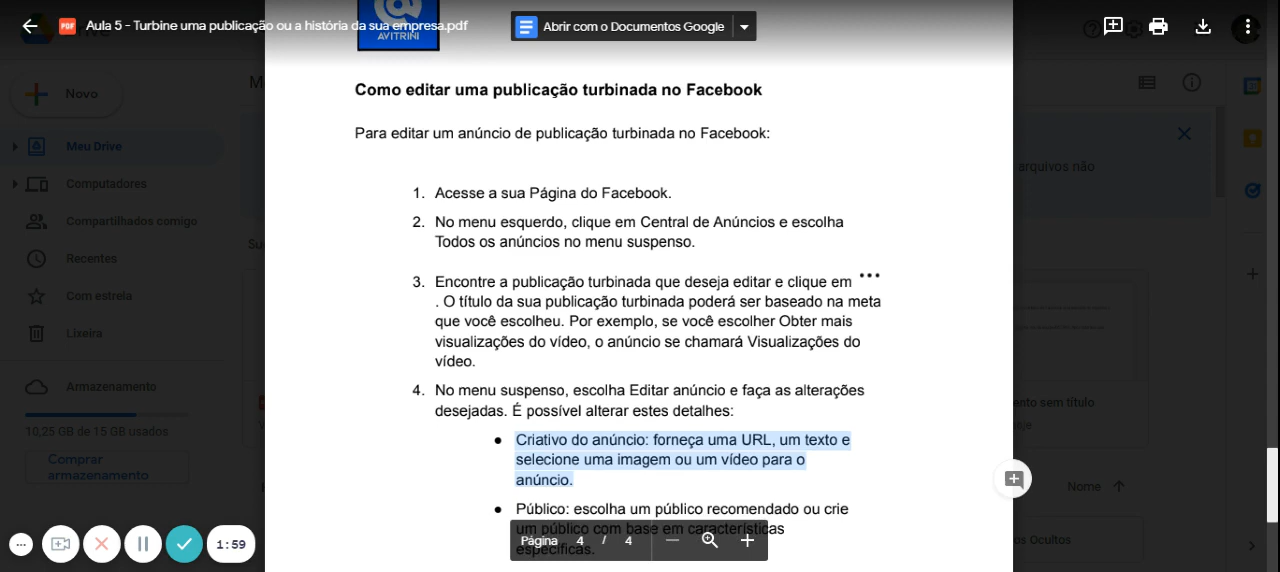 Aula 5 - Turbine uma publicação ou a história da sua empresa.pdf
Abrir com o Documentos Google
AVITRINI
Novo
Meu Drive
Computadores
Compartilhados comigo
Recentes
Com estrela
Lixeira
Armazenamento
10,25 GB de 15 GB usados
Comprar
armazenamento
Como editar uma publicação turbinada no Facebook
Para editar um anúncio de publicação turbinada no Facebook:
1. Acesse a sua Página do Facebook.
2. No menu esquerdo, clique em Central de Anúncios e escolha
Todos os anúncios no menu suspenso.
3. Encontre a publicação turbinada que deseja editar e clique em •••
. O título da sua publicação turbinada poderá ser baseado na meta
que você escolheu. Por exemplo, se você escolher Obter mais
visualizações do vídeo, o anúncio se chamará Visualizações do
vídeo.
4. No menu suspenso, escolha Editar anúncio e faça as alterações
desejadas. É possível alterar estes detalhes:
● Criativo do anúncio: forneça uma URL, um texto e
selecione uma imagem ou um vídeo para o
anúncio.
● Público: escolha um público recomendado ou crie
um público com base em características
específicas.
Página 4 / 4
arquivos não
ento sem título
Nome
os Ocultos
1:59